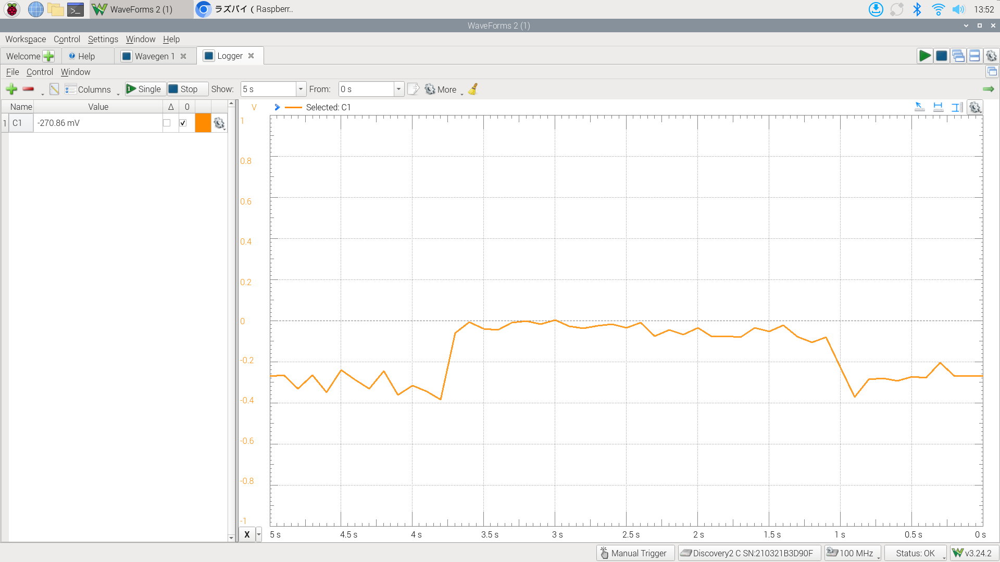 WaveForms 2 (1)
ラズパイ ( Raspberr..
13:52
WaveForms 2 (1)
Workspace Control Settings Window Help
Welcome Help Wavegen 1 Logger
File Control Window
Columns Single Stop Show: 5 s From: 0 s More
Name Value Δ 0
1 C1 -270.86 mV
V Selected: C1
1
0.8
0.6
0.4
0.2
0
-0.2
-0.4
-0.6
-0.8
-1
X 5 s 4.5 s 4 s 3.5 s 3 s 2.5 s 2 s 1.5 s 1 s 0.5 s 0 s
Manual Trigger Discovery2 C SN:210321B3D90F 100 MHz Status: OK v3.24.2